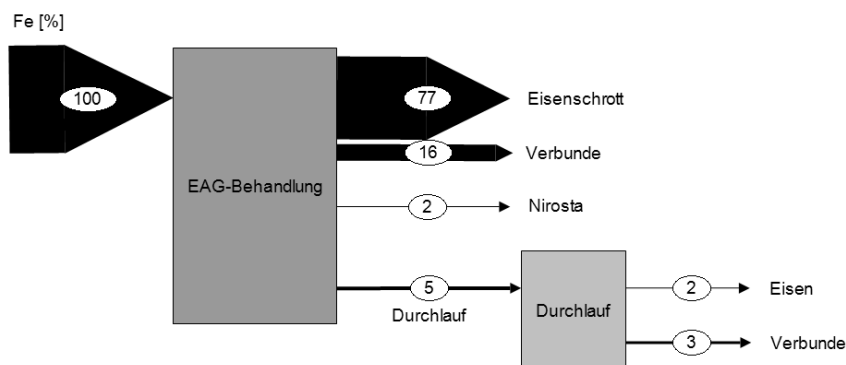 Fe [%]
100
77
Eisenschrott
16
Verbunde
EAG-Behandlung
2
Nirosta
5
Durchlauf
Durchlauf
2
Eisen
3
Verbunde